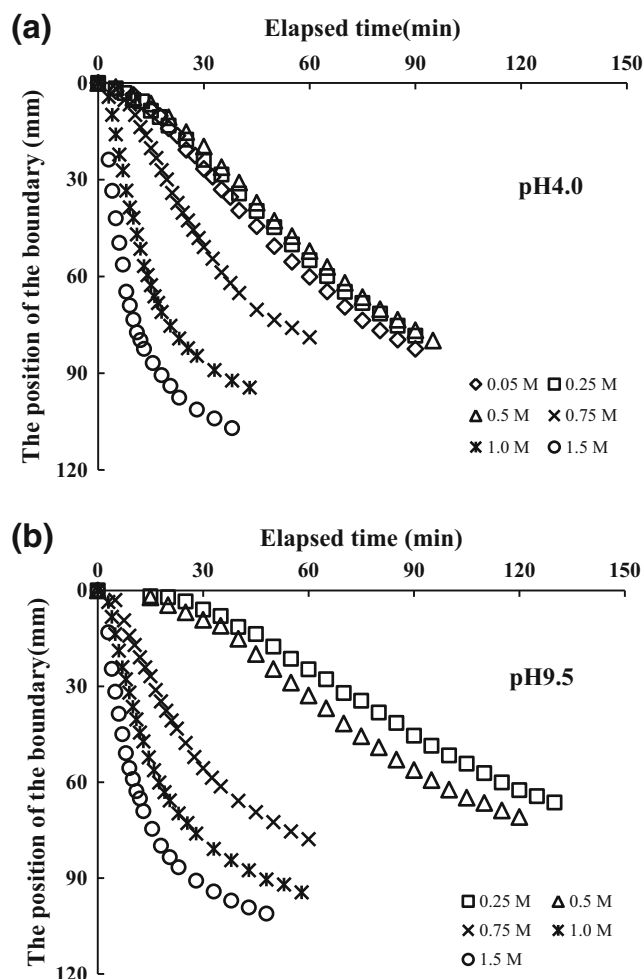 (a)
Elapsed time(min)
0 30 60 90 120 150
The position of the boundary (mm)
0
30
60
90
120
pH4.0
0.05 M 0.25 M
0.5 M 0.75 M
1.0 M 1.5 M
(b)
Elapsed time (min)
0 30 60 90 120 150
The position of the boundary(mm)
0
30
60
90
120
pH9.5
0.25 M 0.5 M
0.75 M 1.0 M
1.5 M